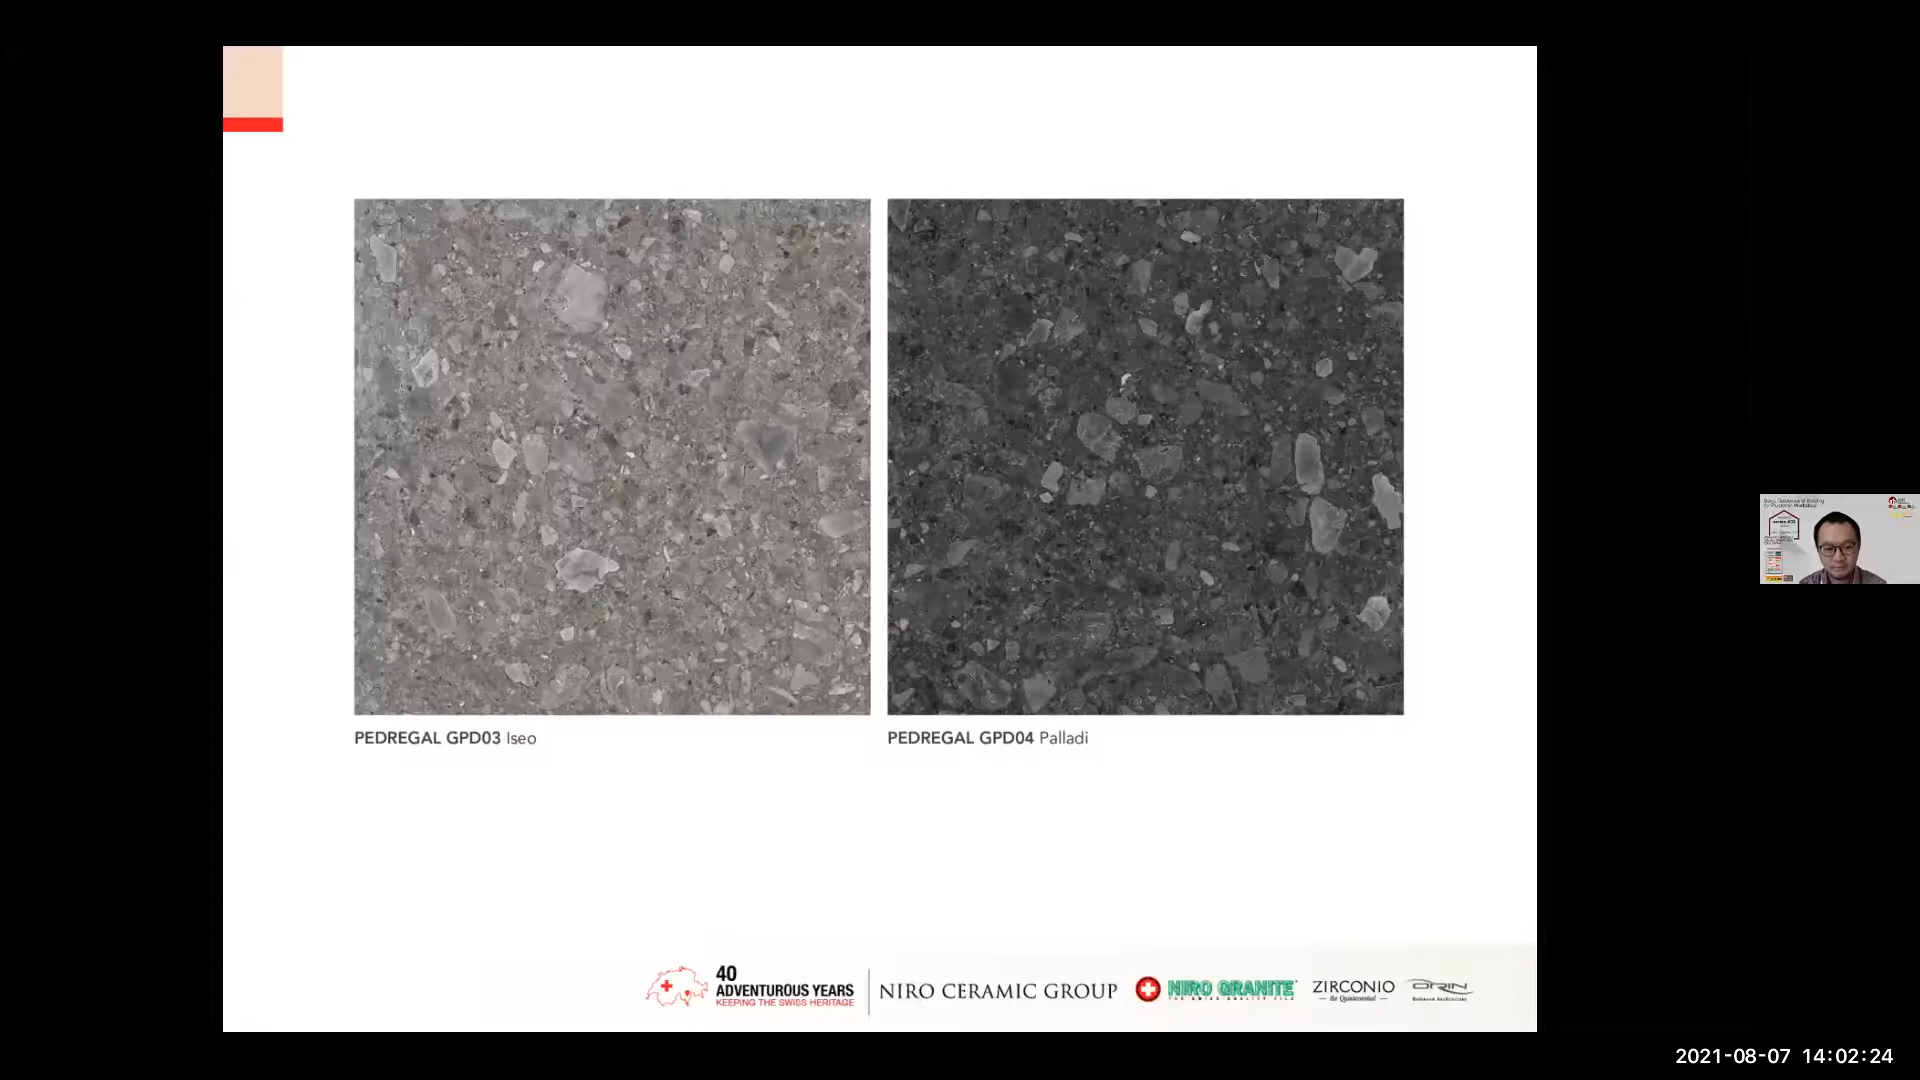 PEDREGAL GPD03 Iseo
PEDREGAL GPD04 Palladi
40
ADVENTUROUS YEARS
KEEPING THE SWISS HERITAGE
NIRO CERAMIC GROUP
NIRO GRANITE
THE SWISS QUALITY TILE
ZIRCONIO
the Quintessential
2021-08-07 14:02:24